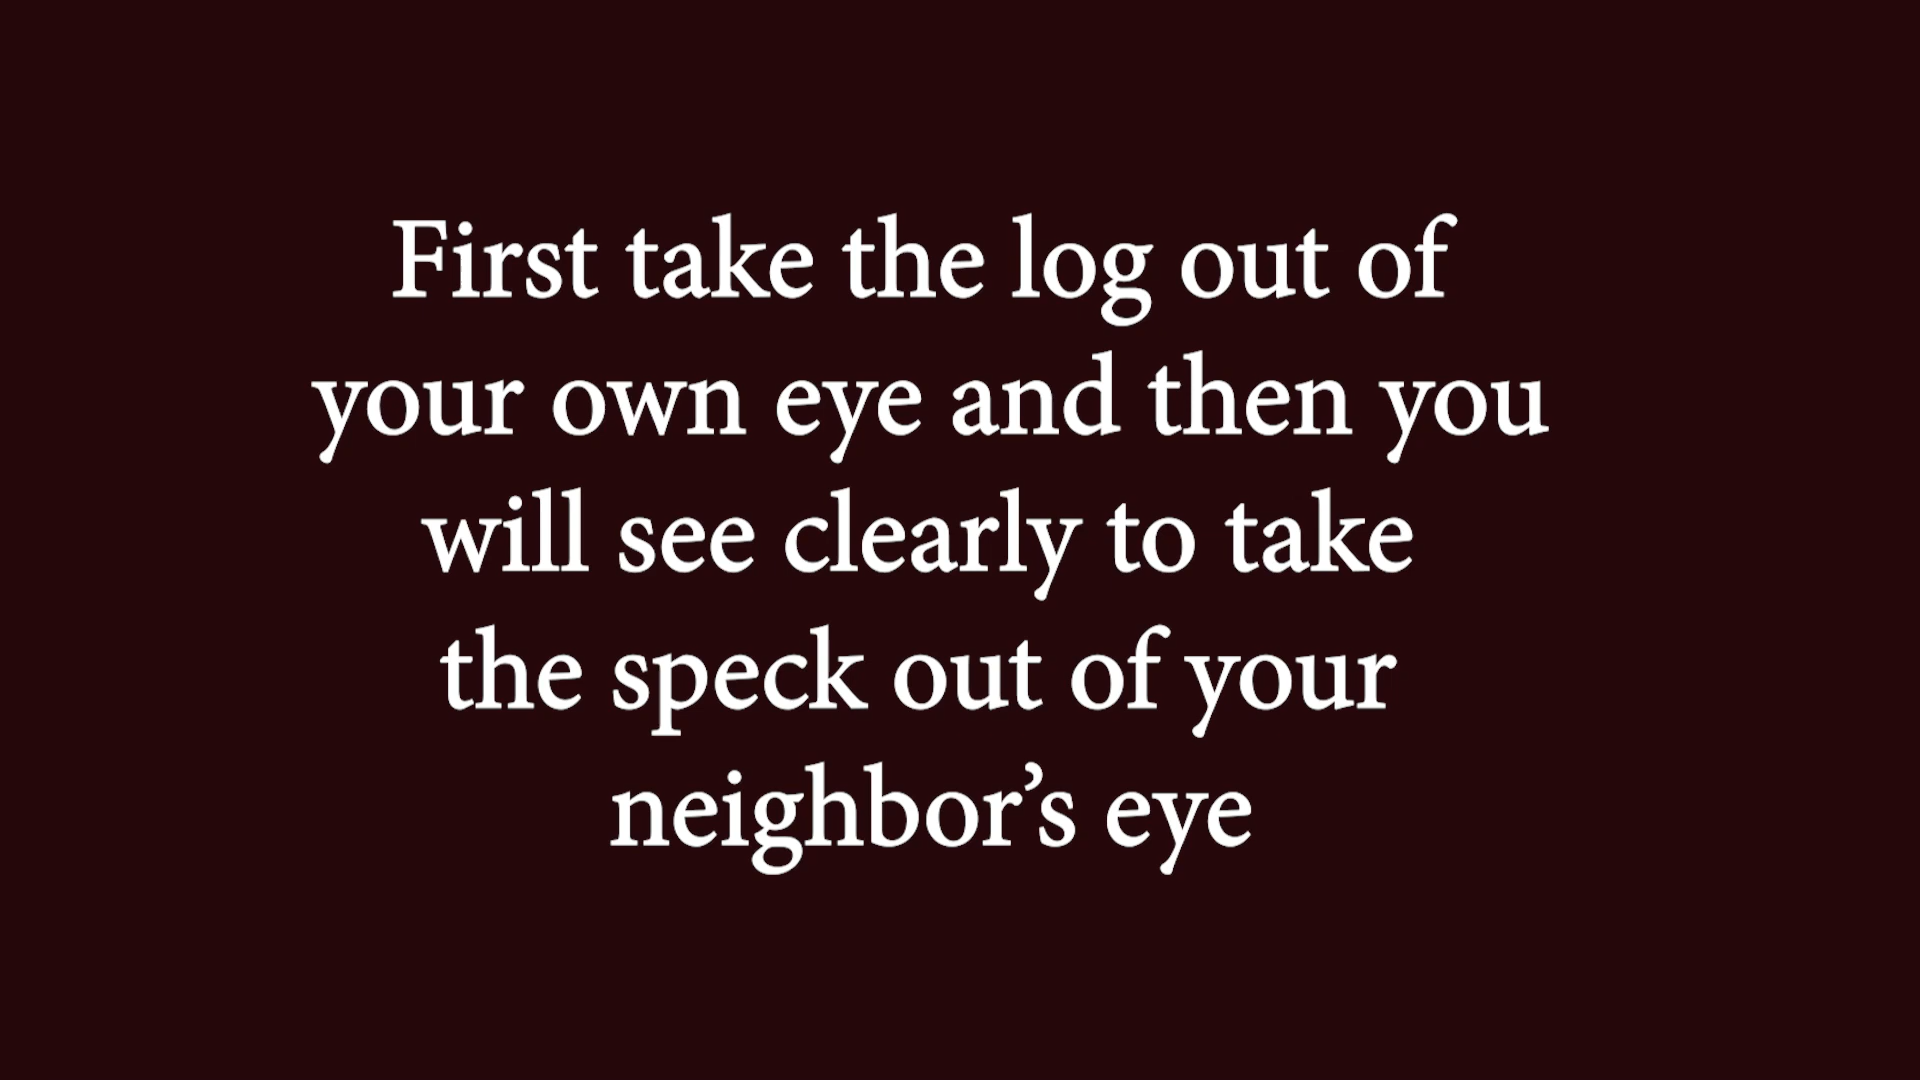 First take the log out of
your own eye and then you
will see clearly to take
the speck out of your
neighbor’s eye